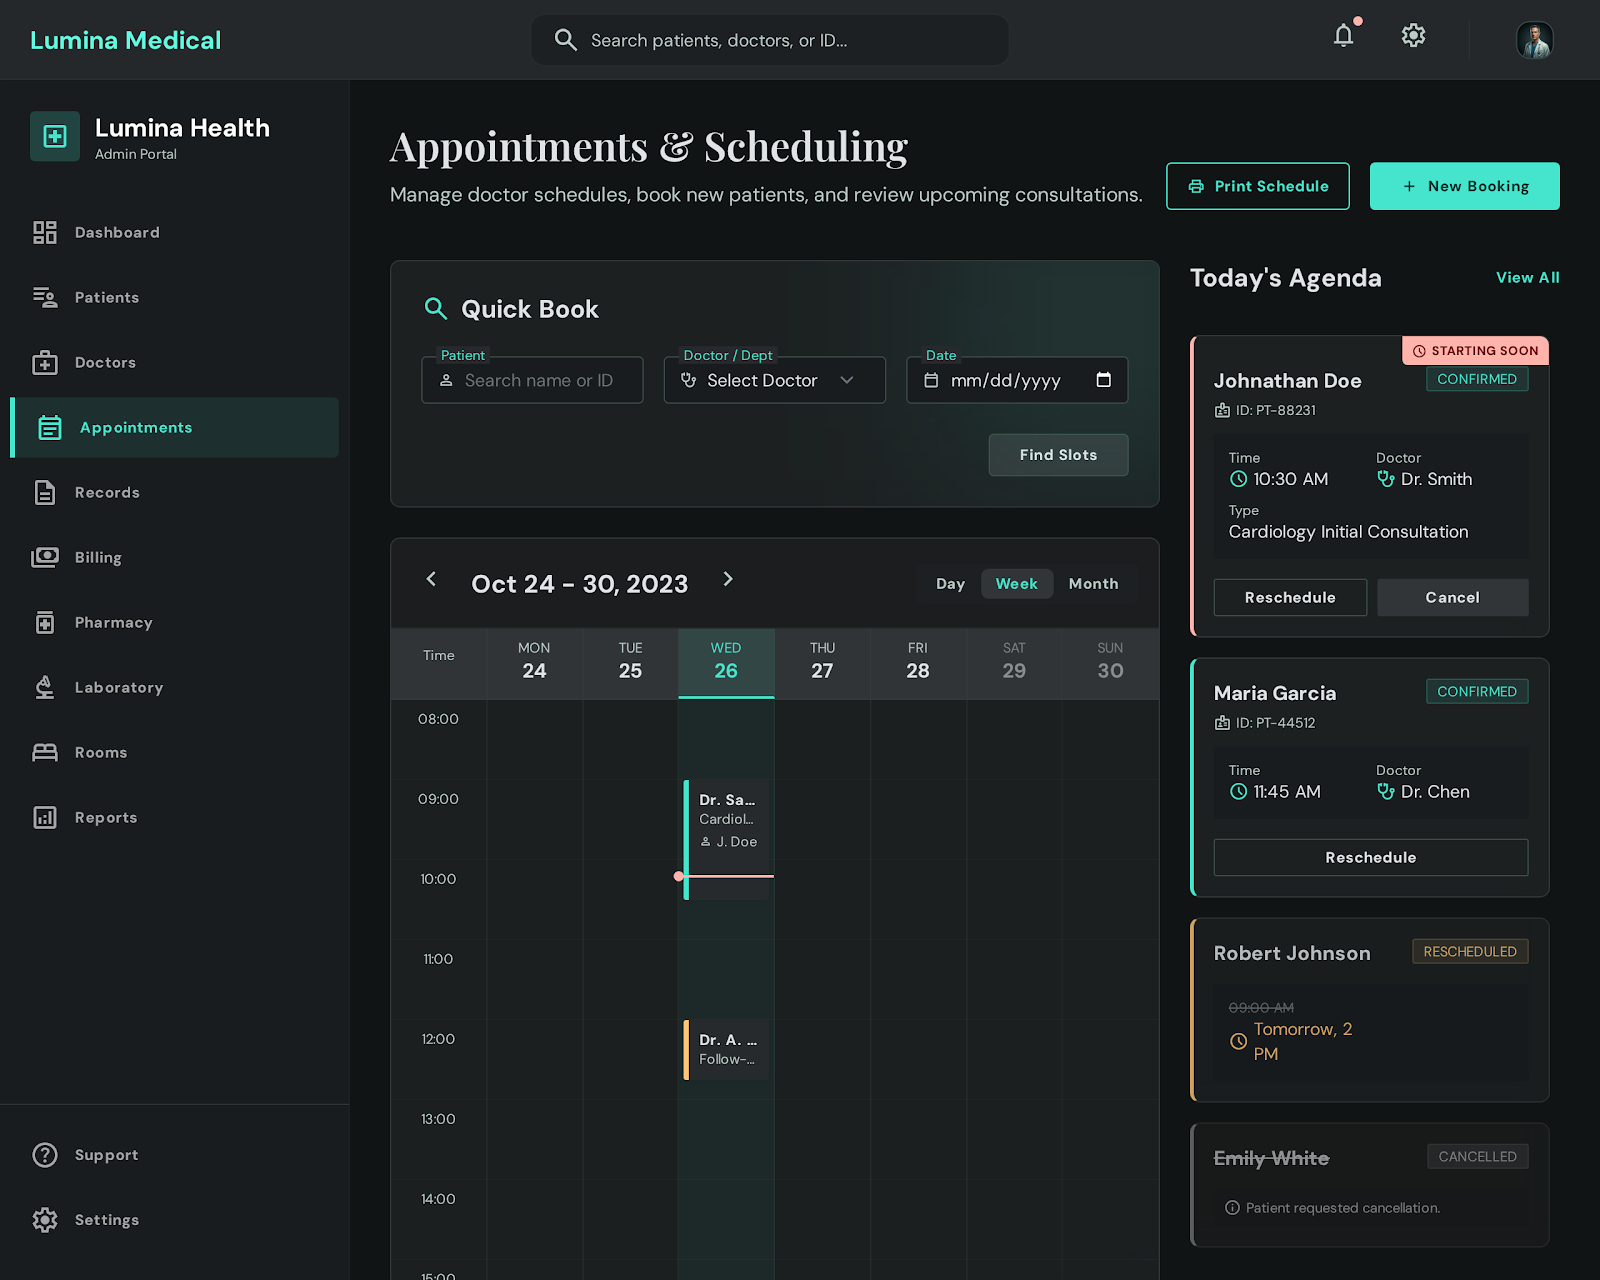 Lumina Medical
Search patients, doctors, or ID...
Lumina Health
Admin Portal
Dashboard
Patients
Doctors
Appointments
Records
Billing
Pharmacy
Laboratory
Rooms
Reports
Support
Settings
Appointments & Scheduling
Manage doctor schedules, book new patients, and review upcoming consultations.
Print Schedule
New Booking
Quick Book
Patient
Search name or ID
Doctor / Dept
Select Doctor
Date
mm/dd/yyyy
Find Slots
Oct 24 - 30, 2023
Day
Week
Month
Time
MON
24
TUE
25
WED
26
THU
27
FRI
28
SAT
29
SUN
30
08:00
09:00
Dr. Sa...
Cardiol...
J. Doe
10:00
11:00
12:00
Dr. A. ...
Follow-...
13:00
14:00
15:00
Today's Agenda
View All
STARTING SOON
Johnathan Doe
CONFIRMED
ID: PT-88231
Time
10:30 AM
Doctor
Dr. Smith
Type
Cardiology Initial Consultation
Reschedule
Cancel
Maria Garcia
CONFIRMED
ID: PT-44512
Time
11:45 AM
Doctor
Dr. Chen
Reschedule
Robert Johnson
RESCHEDULED
09:00 AM
Tomorrow, 2
PM
Emily White
CANCELLED
Patient requested cancellation.